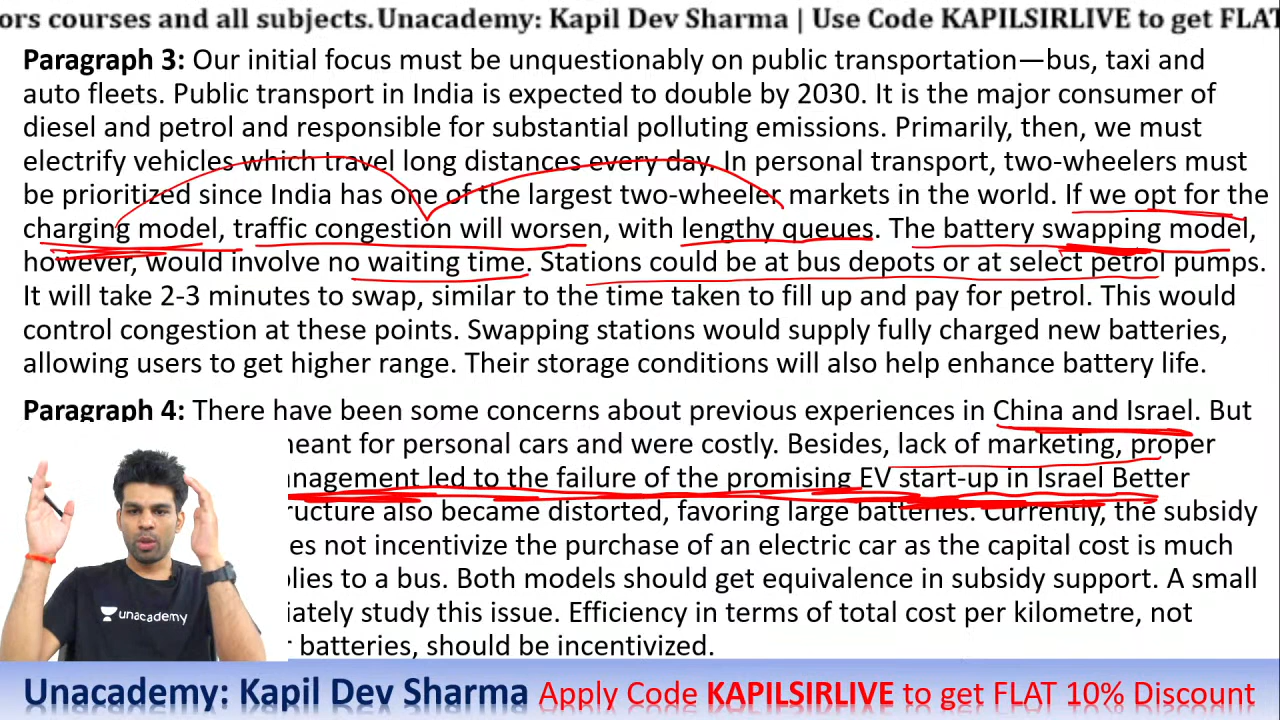 ors courses and all subjects. Unacademy: Kapil Dev Sharma | Use Code KAPILSIRLIVE to get FLAT
Paragraph 3: Our initial focus must be unquestionably on public transportation—bus, taxi and
auto fleets. Public transport in India is expected to double by 2030. It is the major consumer of
diesel and petrol and responsible for substantial polluting emissions. Primarily, then, we must
electrify vehicles which travel long distances every day. In personal transport, two-wheelers must
be prioritized since India has one of the largest two-wheeler markets in the world. If we opt for the
charging model, traffic congestion will worsen, with lengthy queues. The battery swapping model,
however, would involve no waiting time. Stations could be at bus depots or at select petrol pumps.
It will take 2-3 minutes to swap, similar to the time taken to fill up and pay for petrol. This would
control congestion at these points. Swapping stations would supply fully charged new batteries,
allowing users to get higher range. Their storage conditions will also help enhance battery life.
Paragraph 4: There have been some concerns about previous experiences in China and Israel. But
meant for personal cars and were costly. Besides, lack of marketing, proper
nagement led to the failure of the promising EV start-up in Israel Better
ructure also became distorted, favoring large batteries. Currently, the subsidy
es not incentivize the purchase of an electric car as the capital cost is much
lies to a bus. Both models should get equivalence in subsidy support. A small
iately study this issue. Efficiency in terms of total cost per kilometre, not
batteries, should be incentivized.
unacademy
Unacademy: Kapil Dev Sharma Apply Code KAPILSIRLIVE to get FLAT 10% Discount